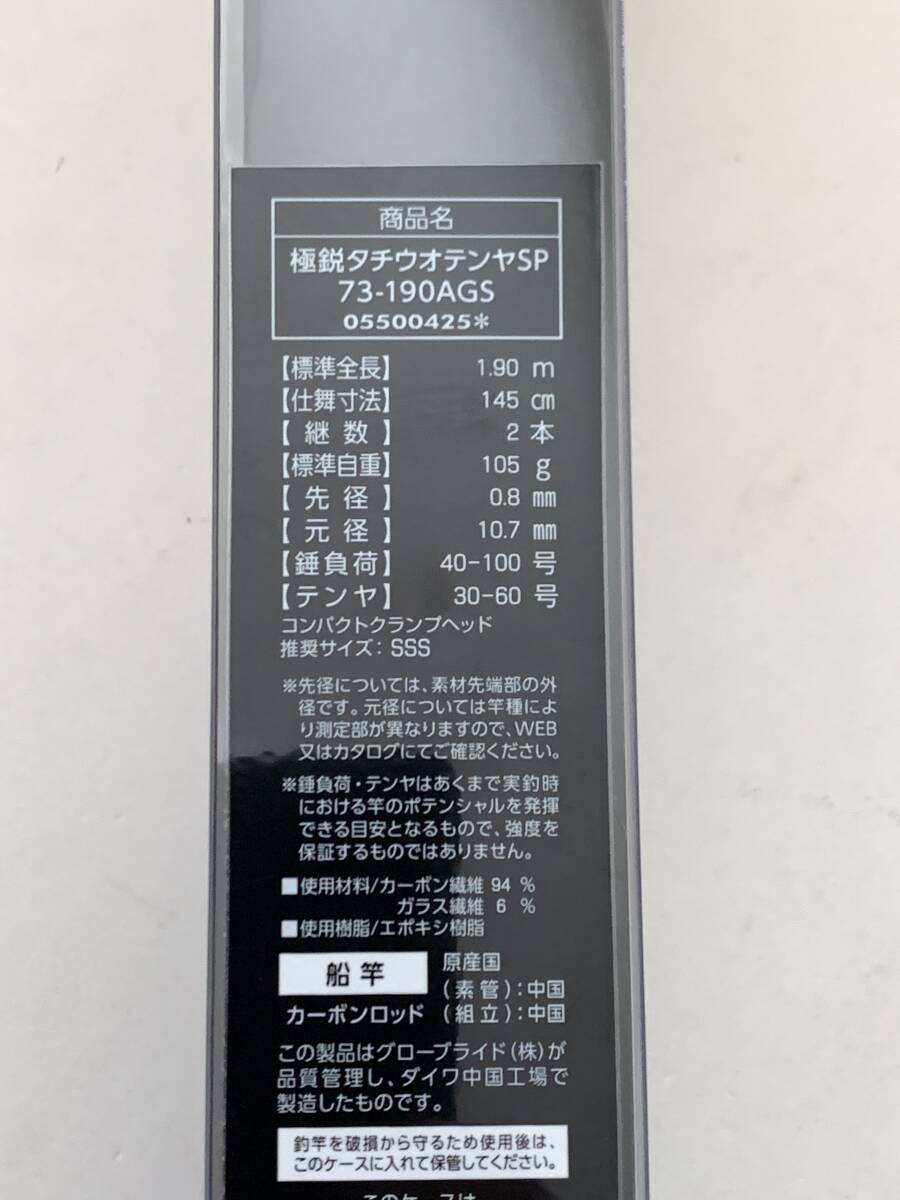 商品名
極鋭タチウオテンヤSP
73-190AGS
05500425*
【標準全長】 1.90 m
【仕舞寸法】 145 cm
【継数】 2 本
【標準自重】 105 g
【先径】 0.8 mm
【元径】 10.7 mm
【錘負荷】 40-100 号
【テンヤ】 30-60 号
コンパクトクランプヘッド
推奨サイズ：SSS
※先径については、素材先端部の外
径です。元径については竿種によ
り測定部が異なりますので、WEB
又はカタログにてご確認ください。
※錘負荷・テンヤはあくまで実釣時
における竿のポテンシャルを発揮
できる目安となるもので、強度を
保証するものではありません。
■使用材料/カーボン繊維 94 %
ガラス繊維 6 %
■使用樹脂/エポキシ樹脂
船竿
カーボンロッド
原産国
(素管)：中国
(組立)：中国
この製品はグローブライド(株)が
品質管理し、ダイワ中国工場で
製造したものです。
釣竿を破損から守るため使用後は、
このケースに入れて保管してください。
このケースは